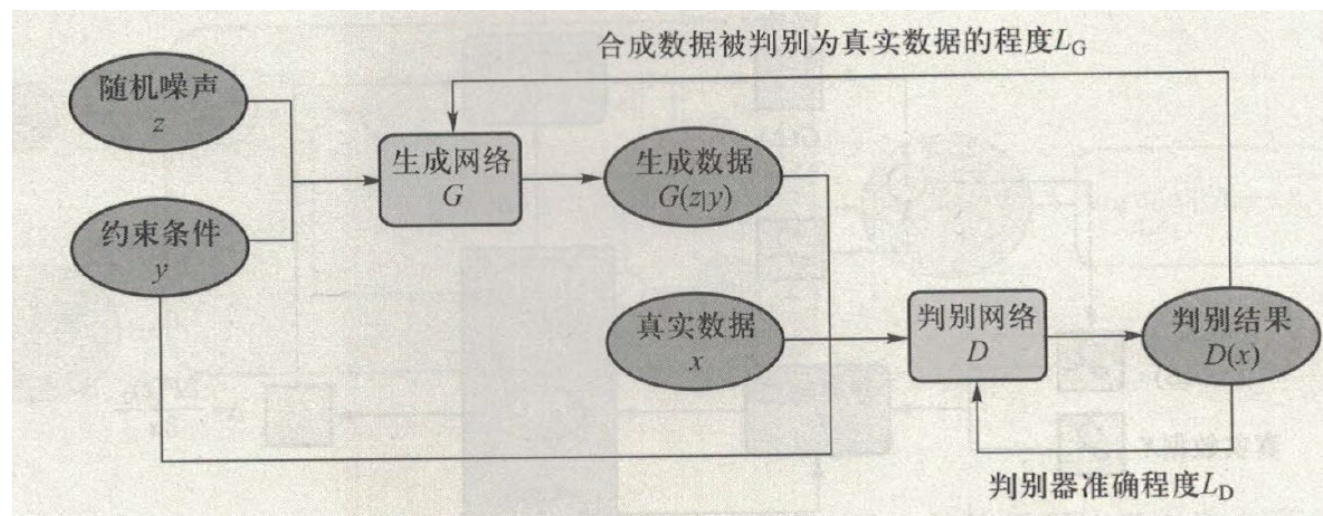 合成数据被判别为真实数据的程度LG
随机噪声
z
生成网络
G
生成数据
G(z|y)
约束条件
y
真实数据
x
判别网络
D
判别结果
D(x)
判别器准确程度LD